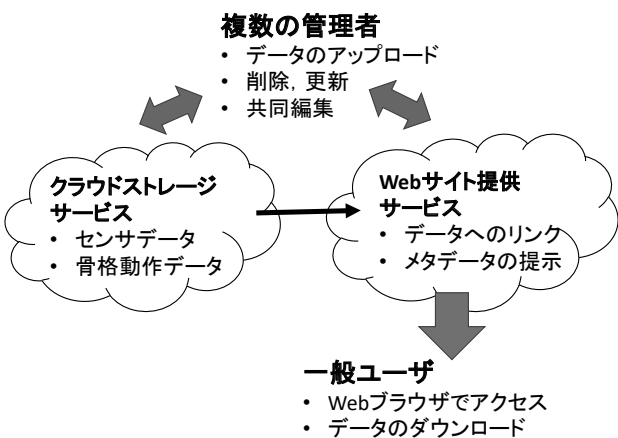 複数の管理者
• データのアップロード
• 削除，更新
• 共同編集
クラウドストレージ
サービス
• センサデータ
• 骨格動作データ
Webサイト提供
サービス
• データへのリンク
• メタデータの提示
一般ユーザ
• Webブラウザでアクセス
• データのダウンロード